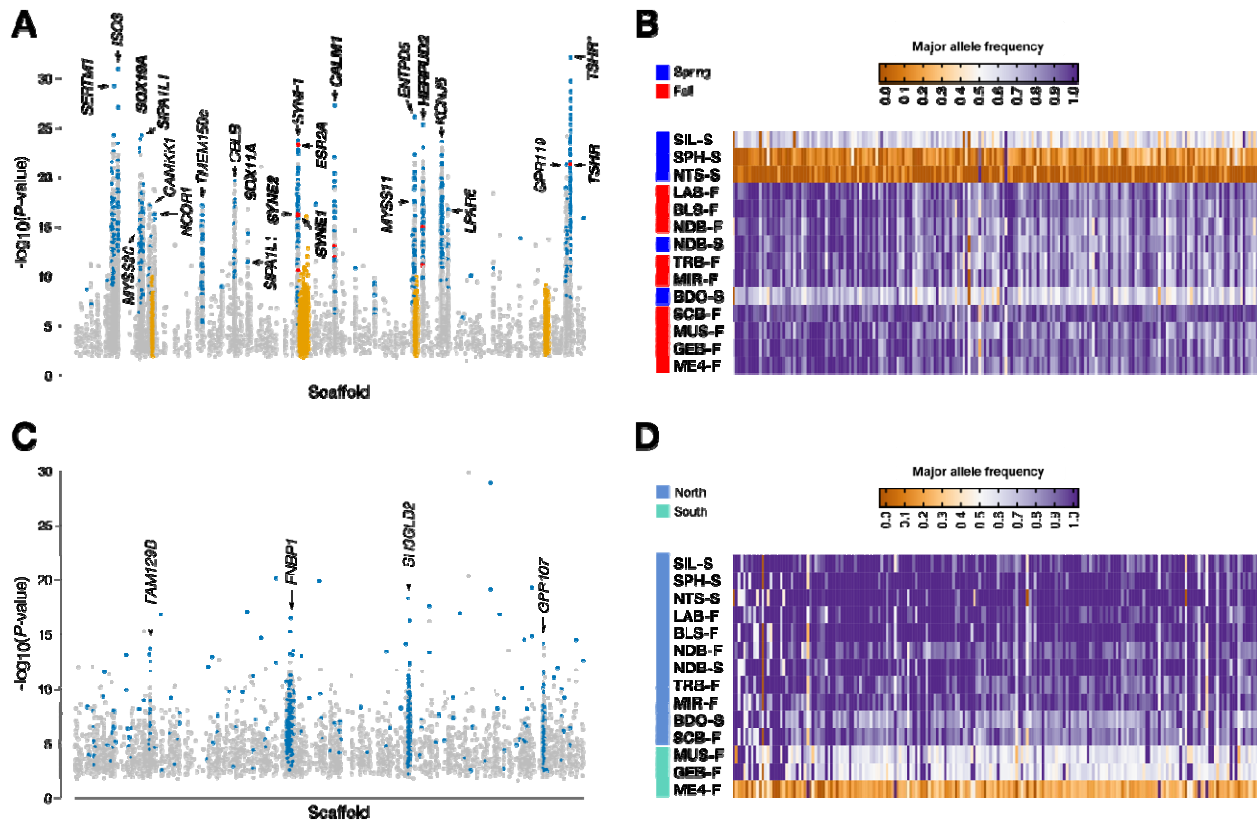 A
SERTM1
ISO3
SOX19A
SIPA1L1
CAMKK1
TMEM150c
CBLB
SOX11A
SYNE2
SYNJ1
ESR2A
CALM1
ENTPD5
HERPUD2
KCNJ5
TSHR*
MYSS3C
NCOR1
SIPA1L1
SYNE1
MYSS11
LPAR6
GPR119
TSHR
30
25
20
15
10
5
0
-log10(P-value)
Scaffold
B
Major allele frequency
Spring
Fall
0.0 0.1 0.2 0.3 0.4 0.5 0.6 0.7 0.8 0.9 1.0
SIL-S
SPH-S
NTS-S
LAB-F
BLS-F
NDB-F
NDB-S
TRB-F
MIR-F
BDO-S
SCB-F
MUS-F
GEB-F
ME4-F
C
30
25
20
15
10
5
0
-log10(P-value)
FAM129B
FNBP1
SH3GLB2
GPR107
Scaffold
D
Major allele frequency
North
South
0.0 0.1 0.2 0.3 0.4 0.5 0.6 0.7 0.8 0.9 1.0
SIL-S
SPH-S
NTS-S
LAB-F
BLS-F
NDB-F
NDB-S
TRB-F
MIR-F
BDO-S
SCB-F
MUS-F
GEB-F
ME4-F